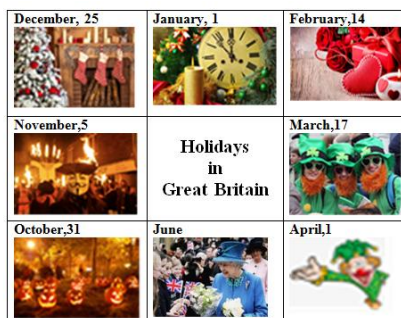 December, 25
January, 1
February,14
November,5
Holidays
in
Great Britain
March,17
October,31
June
April,1